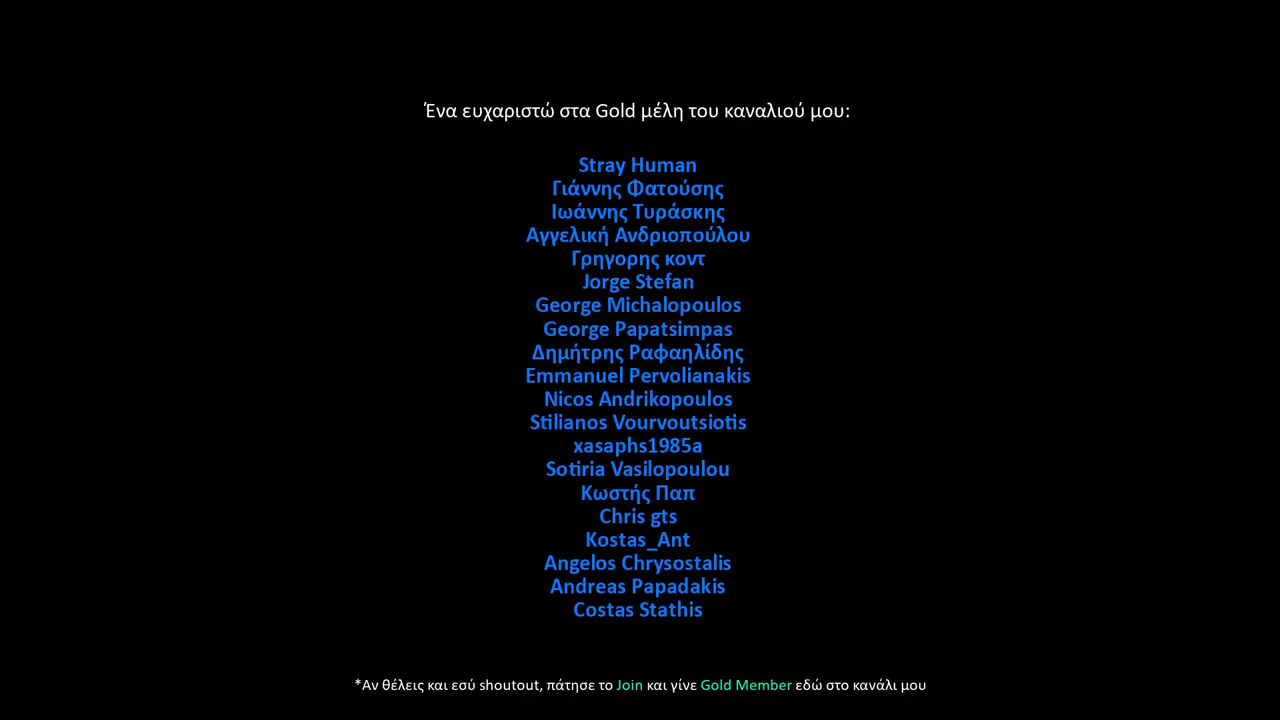 Ένα ευχαριστώ στα Gold μέλη του καναλιού μου:
Stray Human
Γιάννης Φατούσης
Ιωάννης Τυράσκης
Αγγελική Ανδριοπούλου
Γρηγορης κοντ
Jorge Stefan
George Michalopoulos
George Papatsimpas
Δημήτρης Ραφαηλίδης
Emmanuel Pervolianakis
Nicos Andrikopoulos
Stilianos Vourvoutsiotis
xasaphs1985a
Sotiria Vasilopoulou
Κωστής Παπ
Chris gts
Kostas_Ant
Angelos Chrysostalis
Andreas Papadakis
Costas Stathis
*Αν θέλεις και εσύ shoutout, πάτησε το Join και γίνε Gold Member εδώ στο κανάλι μου